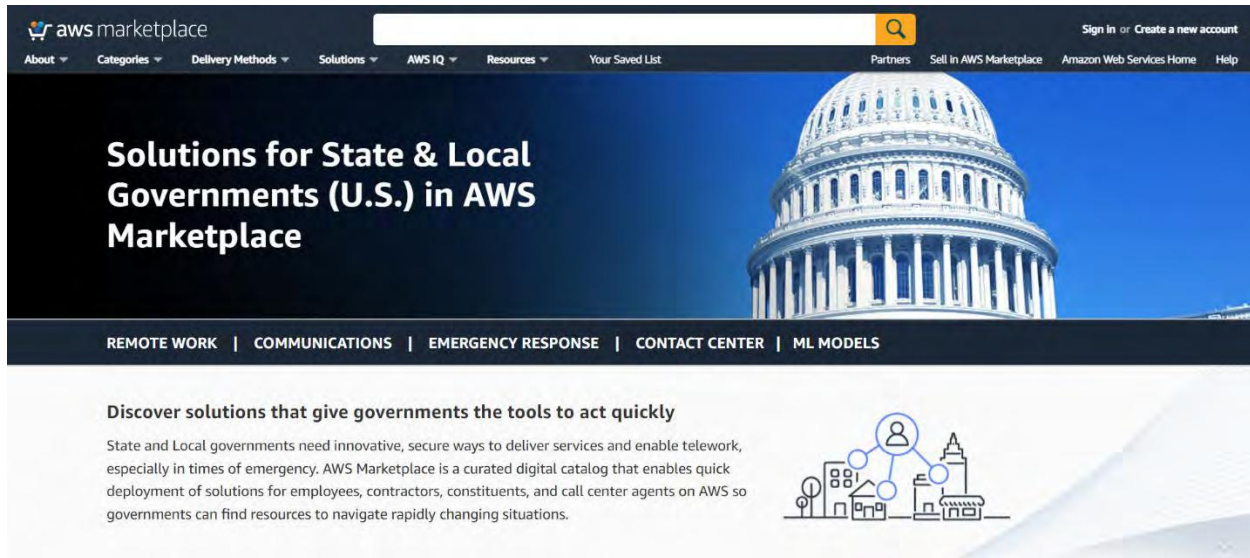 aws marketplace
Sign in or Create a new account
About Categories Delivery Methods Solutions AWS IQ Resources Your Saved List Partners Sell in AWS Marketplace Amazon Web Services Home Help
Solutions for State & Local
Governments (U.S.) in AWS
Marketplace
REMOTE WORK | COMMUNICATIONS | EMERGENCY RESPONSE | CONTACT CENTER | ML MODELS
Discover solutions that give governments the tools to act quickly
State and Local governments need innovative, secure ways to deliver services and enable telework,
especially in times of emergency. AWS Marketplace is a curated digital catalog that enables quick
deployment of solutions for employees, contractors, constituents, and call center agents on AWS so
governments can find resources to navigate rapidly changing situations.